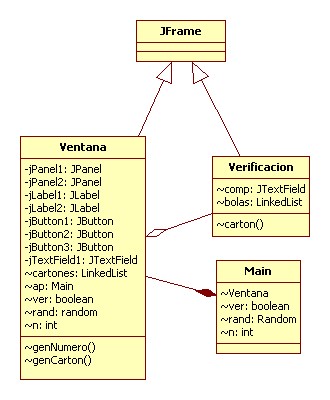 JFrame
Ventana
-jPanel1: JPanel
-jPanel2: JPanel
-jLabel1: JLabel
-jLabel2: JLabel
-jButton1: JButton
-jButton2: JButton
-jButton3: JButton
-jTextField1: JTextField
~cartones: LinkedList
~ap: Main
~ver: boolean
~rand: random
~n: int
~genNumero()
~genCarton()
Verificacion
~comp: JTextField
~bolas: LinkedList
~carton()
Main
~Ventana
~ver: boolean
~rand: Random
~n: int